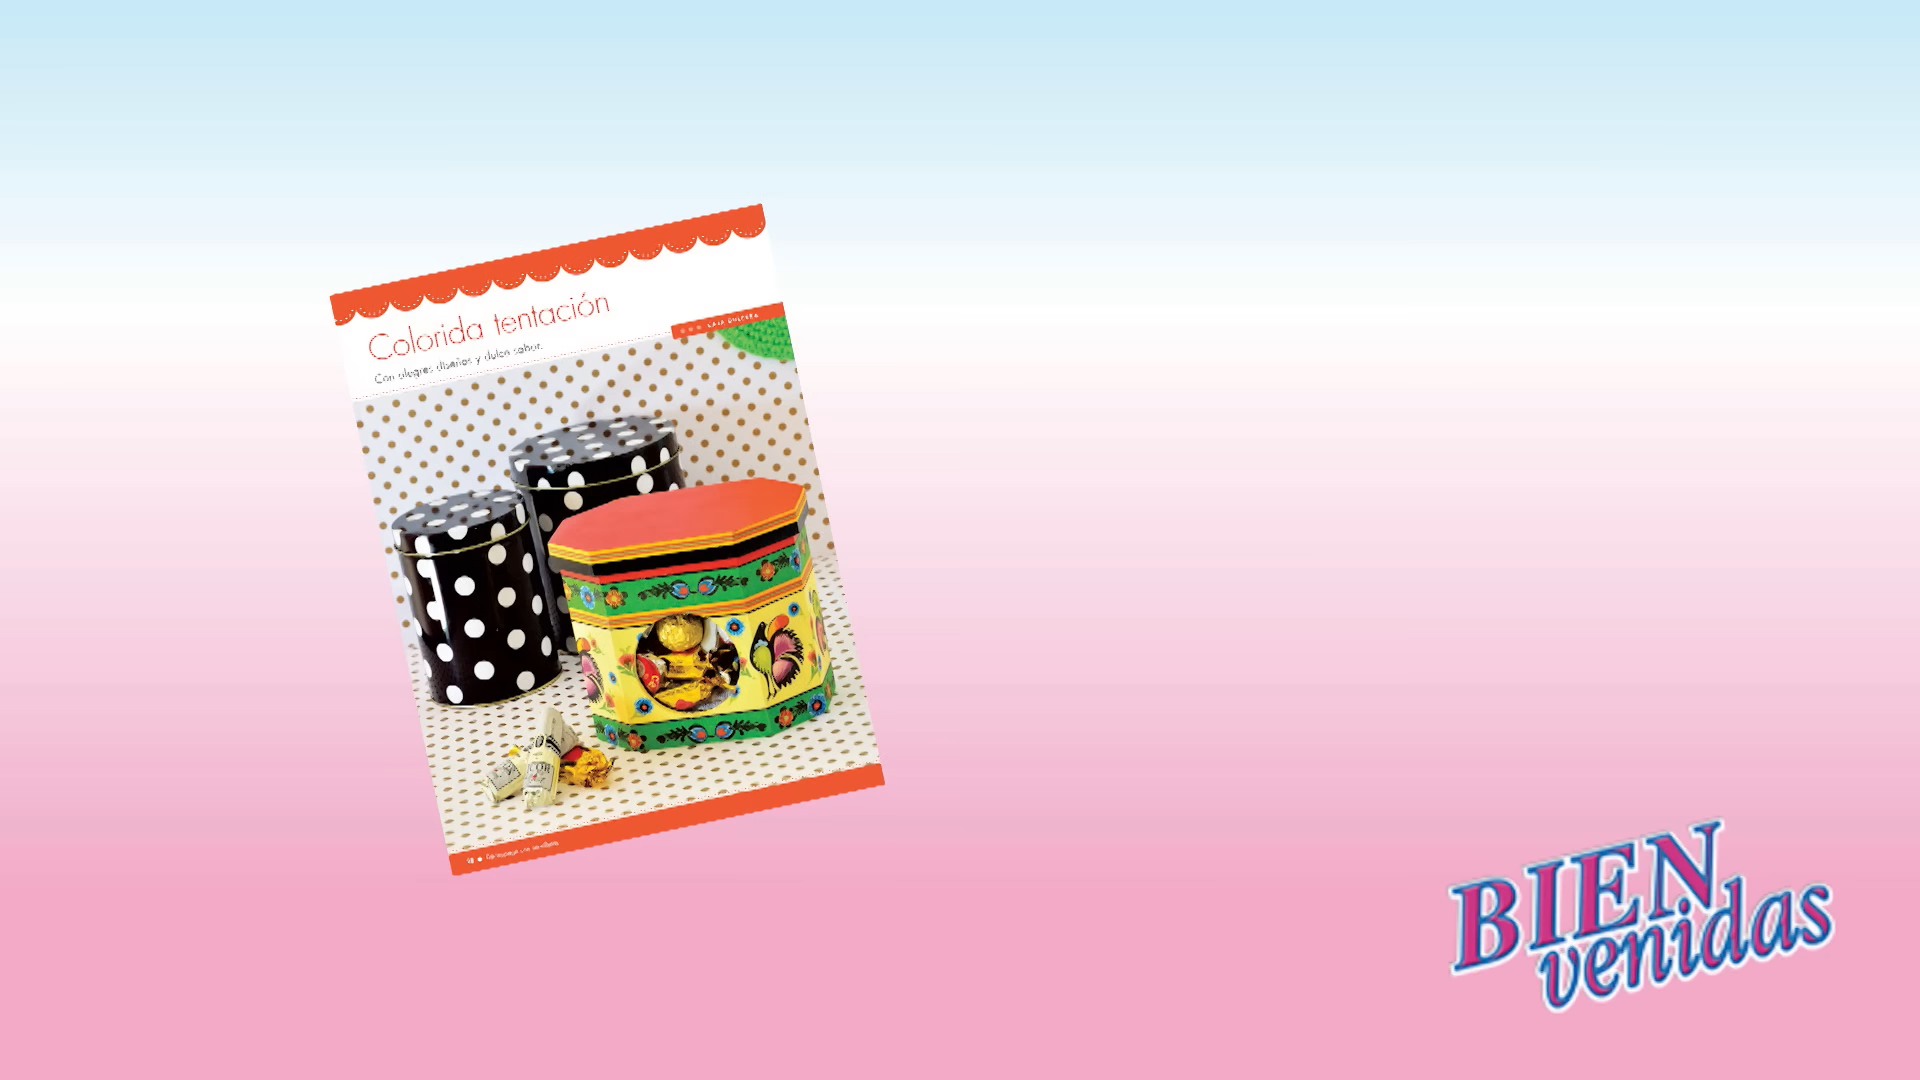 Colorida tentación
Con alegres diseños y dulce sabor.
CAJA DULCERA
BIEN
venidas